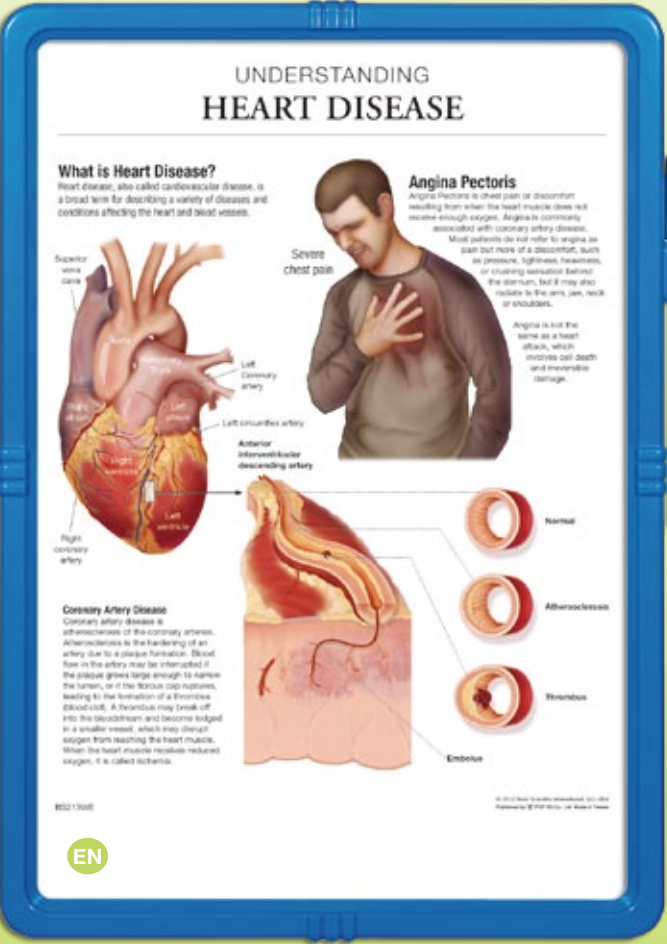 UNDERSTANDING
HEART DISEASE
What is Heart Disease?
Heart disease, also called cardiovascular disease, is
a broad term for describing a variety of diseases and
conditions affecting the heart and blood vessels.
Angina Pectoris
Angina Pectoris is chest pain or discomfort
resulting from when the heart muscle does not
receive enough oxygen. Angina is commonly
associated with coronary artery disease.
Most patients do not refer to angina as
pain but more of a discomfort, such
as pressure, tightness, heaviness,
or crushing sensation behind
the sternum, but it may also
radiate to the arm, jaw, neck
or shoulders.
Angina is not the
same as a heart
attack, which
involves cell death
and irreversible
damage.
Severe
chest pain
Superior
vena
cava
Aorta
Pulmonary
Trunk
Left
Coronary
artery
Right
atrium
Left
atrium
Left circumflex artery
Right
ventricle
Anterior
interventricular
descending artery
Left
ventricle
Right
coronary
artery
Normal
Atherosclerosis
Thrombus
Embolus
Coronary Artery Disease
Coronary artery disease is
atherosclerosis of the coronary arteries.
Atherosclerosis is the hardening of an
artery due to a plaque formation. Blood
flow in the artery may be interrupted if
the plaque grows large enough to narrow
the lumen, or if the fibrous cap ruptures,
leading to the formation of a thrombus
(blood clot). A thrombus may break off
into the bloodstream and become lodged
in a smaller vessel, which may disrupt
oxygen from reaching the heart muscle.
When the heart muscle receives reduced
oxygen, it is called ischemia.
EN